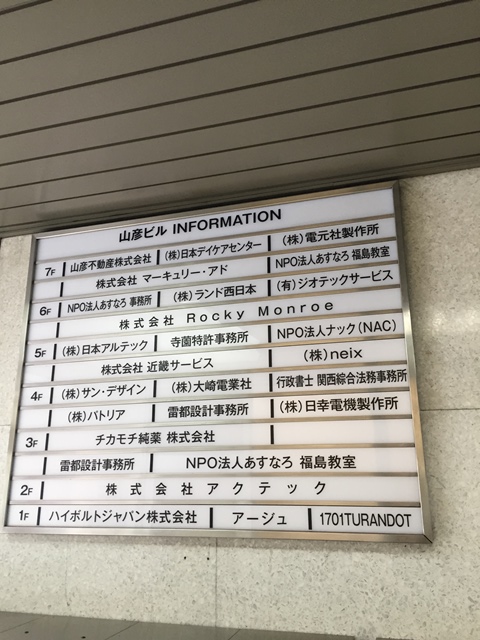 山彦ビル INFORMATION
7F 山彦不動産株式会社 (株)日本デイケアセンター (株)電元社製作所
株式会社 マーキュリー・アド NPO法人あすなろ 福島教室
6F NPO法人あすなろ 事務所 (株)ランド西日本 (有)ジオテックサービス
株式会社 Rocky Monroe
5F (株)日本アルテック 寺薗特許事務所 NPO法人ナック(NAC)
株式会社 近畿サービス (株)neix
4F (株)サン・デザイン (株)大崎電業社 行政書士 関西綜合法務事務所
(株)パトリア 雷都設計事務所 (株)日幸電機製作所
3F チカモチ純薬 株式会社
雷都設計事務所 NPO法人あすなろ 福島教室
2F 株式会社アクテック
1F ハイボルトジャパン株式会社 アージュ 1701TURANDOT